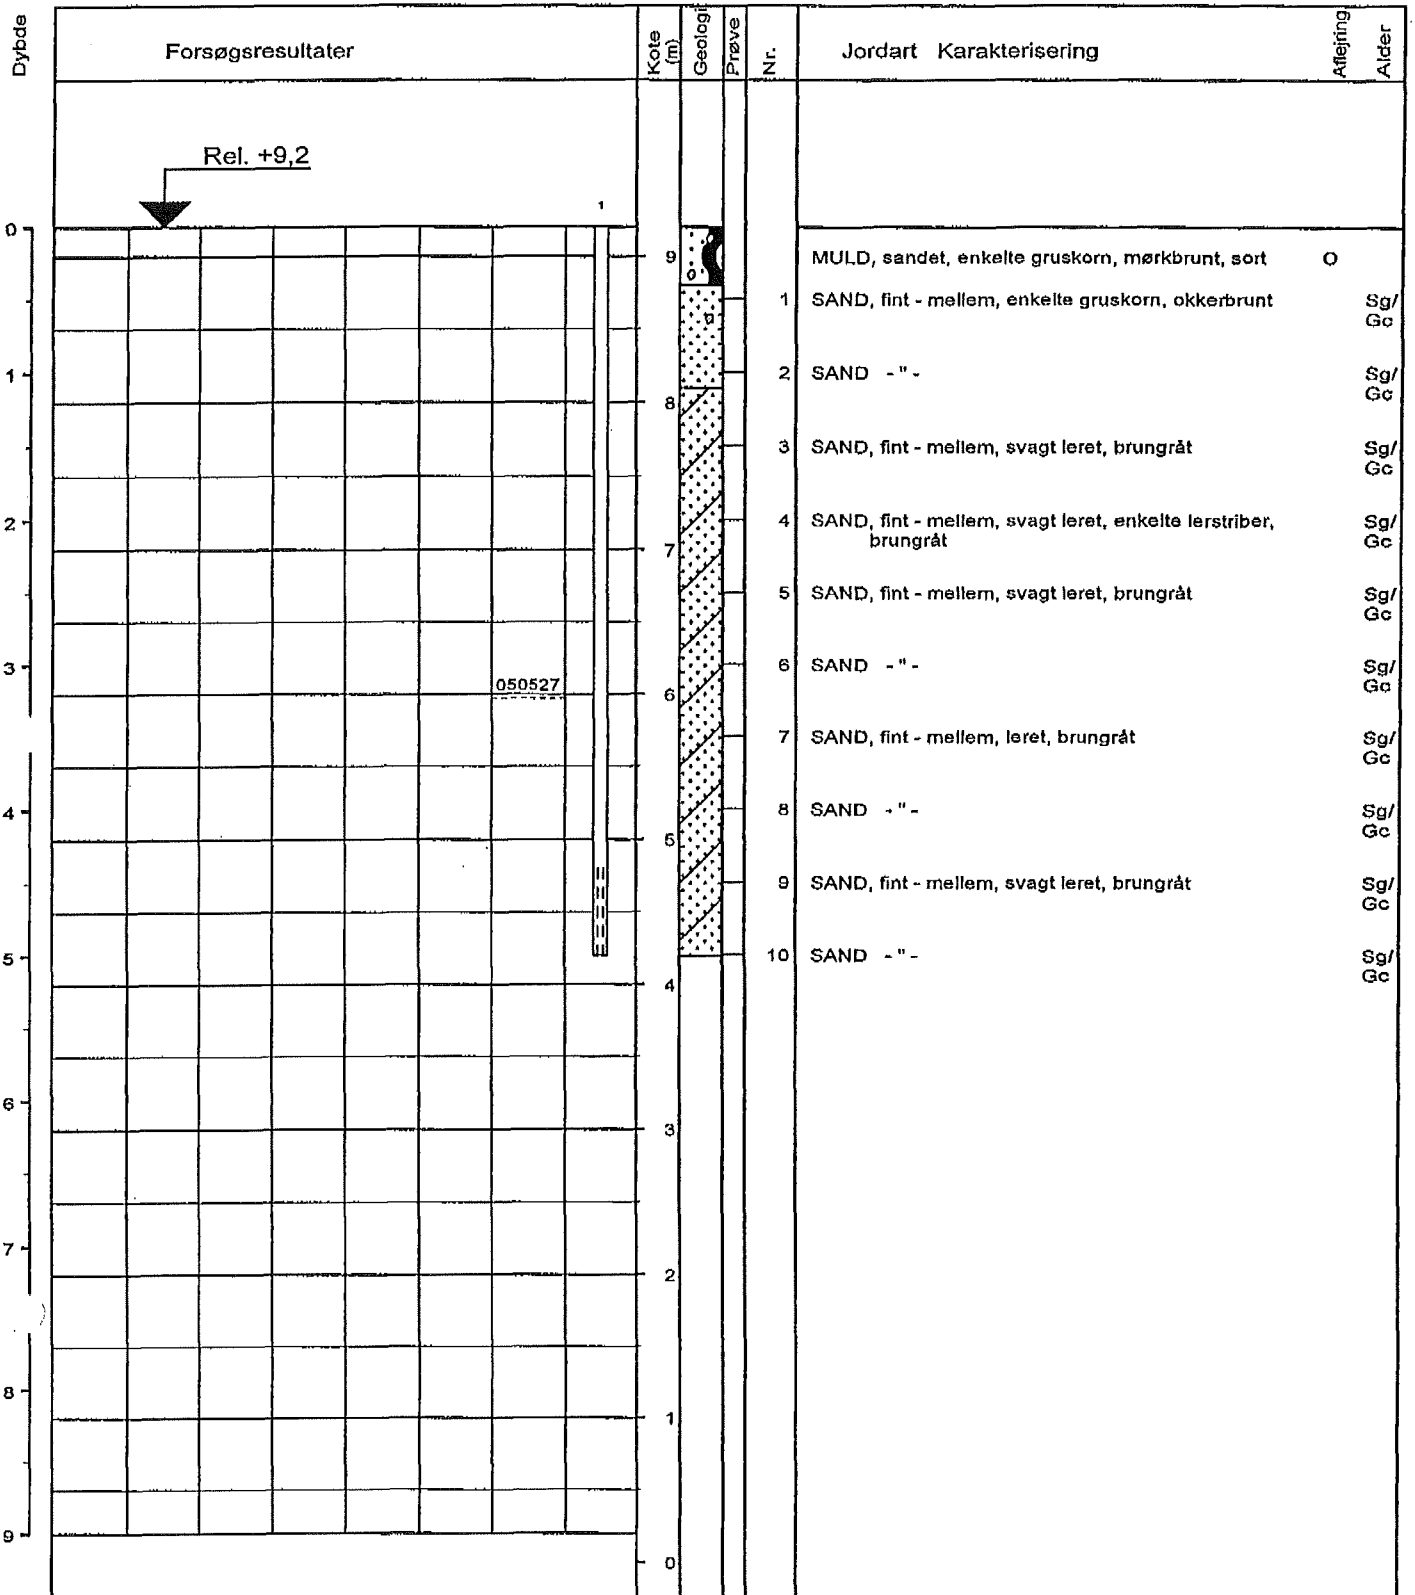 Dybde
Forsøgsresultater
Kote (m)
Geologi
Prøve
Nr.
Jordart Karakterisering
Aflejring
Alder
Rel. +9,2
1
0
9
MULD, sandet, enkelte gruskorn, mørkbrunt, sort O
1 SAND, fint - mellem, enkelte gruskorn, okkerbrunt Sg/
Gc
1
2 SAND - " - Sg/
Gc
8
3 SAND, fint - mellem, svagt leret, brungråt Sg/
Gc
2
4 SAND, fint - mellem, svagt leret, enkelte lerstriber, Sg/
brungråt Gc
7
5 SAND, fint - mellem, svagt leret, brungråt Sg/
Gc
3
6 SAND - " - Sg/
Gc
050527
6
7 SAND, fint - mellem, leret, brungråt Sg/
Gc
4
8 SAND - " - Sg/
Gc
5
9 SAND, fint - mellem, svagt leret, brungråt Sg/
Gc
5
10 SAND - " - Sg/
Gc
4
6
3
7
2
8
1
9
0